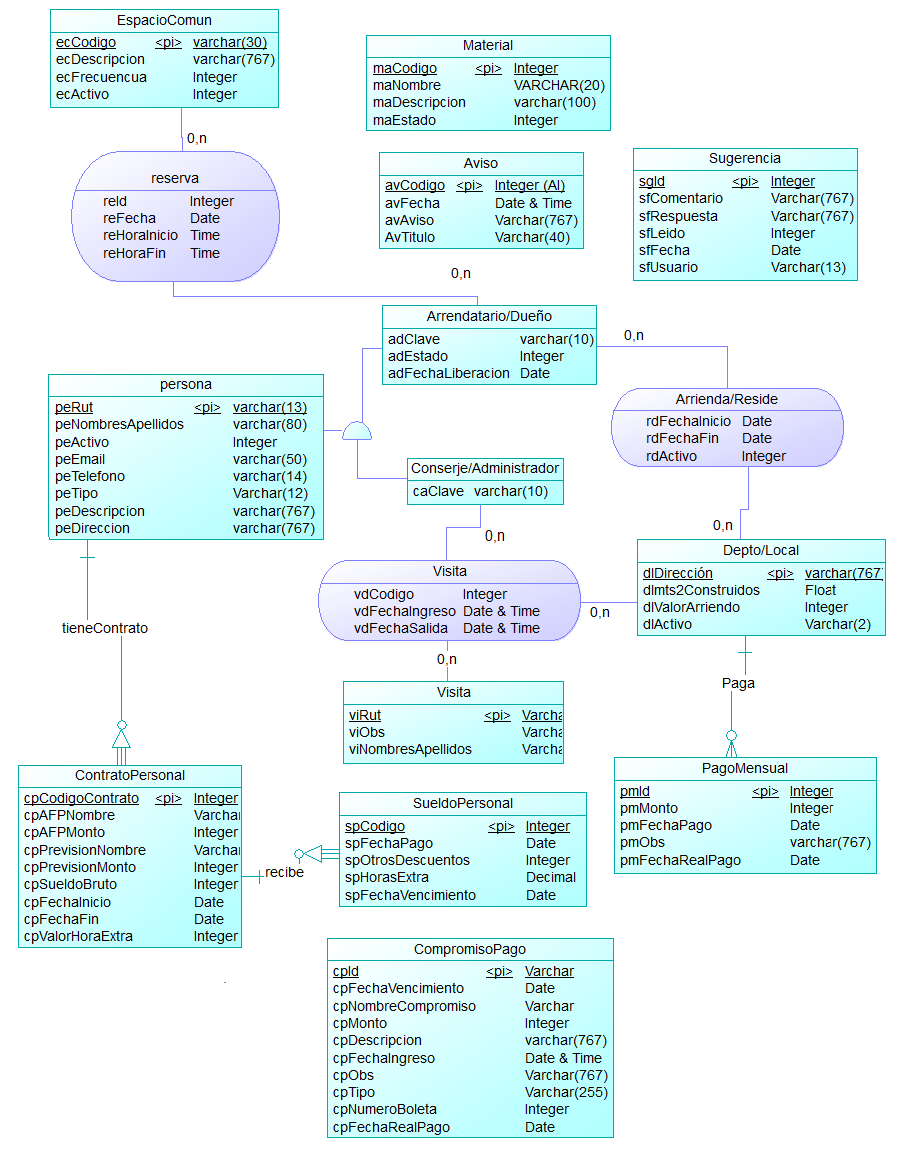 EspacioComun
ecCodigo <pi> varchar(30)
ecDescripcion varchar(767)
ecFrecuencua Integer
ecActivo Integer
0,n
reserva
reId Integer
reFecha Date
reHoraInicio Time
reHoraFin Time
Material
maCodigo <pi> Integer
maNombre VARCHAR(20)
maDescripcion varchar(100)
maEstado Integer
Aviso
avCodigo <pi> Integer (AI)
avFecha Date & Time
avAviso Varchar(767)
AvTitulo Varchar(40)
Sugerencia
sgId <pi> Integer
sfComentario Varchar(767)
sfRespuesta Varchar(767)
sfLeido Integer
sfFecha Date
sfUsuario Varchar(13)
0,n
Arrendatario/Dueño
adClave varchar(10)
adEstado Integer
adFechaLiberacion Date
0,n
Arrienda/Reside
rdFechaInicio Date
rdFechaFin Date
rdActivo Integer
0,n
persona
peRut <pi> varchar(13)
peNombresApellidos varchar(80)
peActivo Integer
peEmail varchar(50)
peTelefono varchar(14)
peTipo Varchar(12)
peDescripcion varchar(767)
peDireccion varchar(767)
Conserje/Administrador
caClave varchar(10)
0,n
Visita
vdCodigo Integer
vdFechaIngreso Date & Time
vdFechaSalida Date & Time
0,n
0,n
Depto/Local
dlDirección <pi> varchar(767
dlmts2Construidos Float
dlValorArriendo Integer
dlActivo Varchar(2)
tieneContrato
Visita
viRut <pi> Varcha
viObs Varcha
viNombresApellidos Varcha
Paga
PagoMensual
pmId <pi> Integer
pmMonto Integer
pmFechaPago Date
pmObs varchar(767)
pmFechaRealPago Date
ContratoPersonal
cpCodigoContrato <pi> Integer
cpAFPNombre Varchar
cpAFPMonto Integer
cpPrevisionNombre Varchar
cpPrevisionMonto Integer
cpSueldoBruto Integer
cpFechaInicio Date
cpFechaFin Date
cpValorHoraExtra Integer
recibe
SueldoPersonal
spCodigo <pi> Integer
spFechaPago Date
spOtrosDescuentos Integer
spHorasExtra Decimal
spFechaVencimiento Date
CompromisoPago
cpId <pi> Varchar
cpFechaVencimiento Date
cpNombreCompromiso Varchar
cpMonto Integer
cpDescripcion varchar(767)
cpFechaIngreso Date & Time
cpObs Varchar(767)
cpTipo Varchar(255)
cpNumeroBoleta Integer
cpFechaRealPago Date